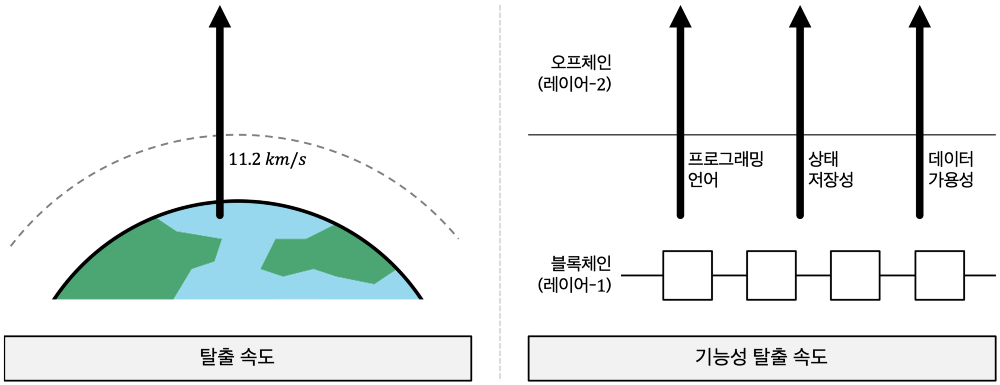 11.2 km/s
탈출 속도
오프체인
(레이어-2)
프로그래밍
언어
상태
저장성
데이터
가용성
블록체인
(레이어-1)
기능성 탈출 속도